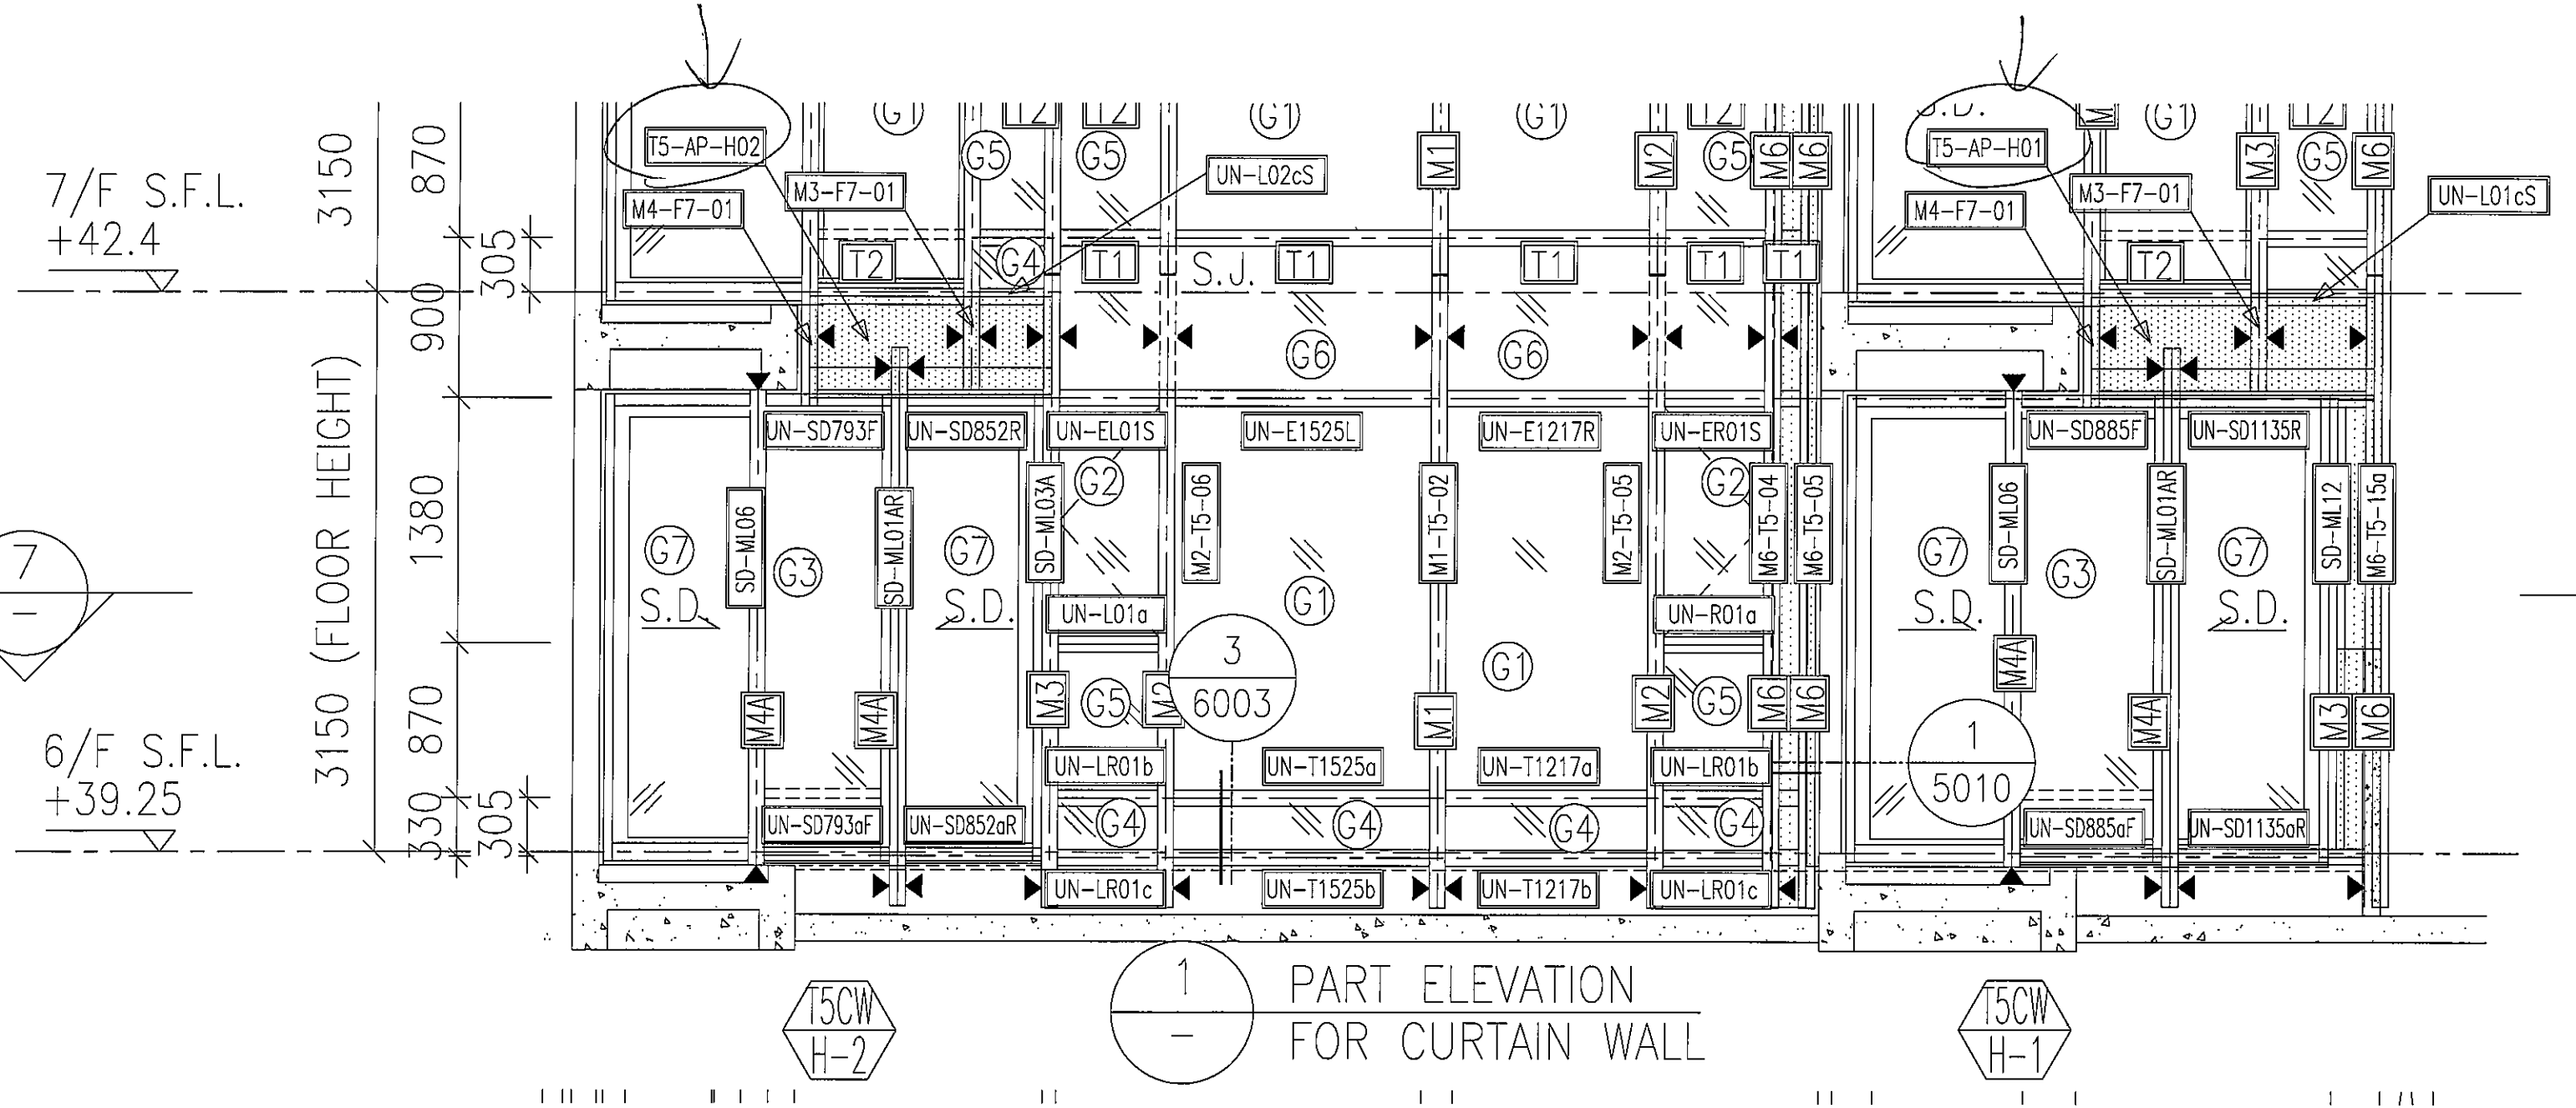 7/F S.F.L.
+42.4
6/F S.F.L.
+39.25
7
-
3150
3150 (FLOOR HEIGHT)
870
305
900
1380
870
330
305
T5-AP-H02
M4-F7-01
M3-F7-01
G1
G5
T2
T2
G5
UN-L02cS
G1
M1
G1
M2
T2
G5
M6
M6
S.D.
T5-AP-H01
M4-F7-01
M3-F7-01
M
G1
M3
T2
G5
M6
UN-L01cS
T2
G4
T1
S.J.
T1
T1
T1
T1
T2
G6
G6
UN-SD793F
UN-SD852R
UN-EL01S
UN-E1525L
UN-E1217R
UN-ER01S
UN-SD885F
UN-SD1135R
G7
S.D.
SD-ML06
G3
SD-ML01AR
G7
S.D.
SD-ML03A
G2
M2-T5-06
G1
M1-T5-02
M2-T5-05
G2
M6-T5-04
M6-T5-05
G7
S.D.
SD-ML06
G3
SD-ML01AR
G7
S.D.
SD-ML12
M6-T5-15a
UN-L01a
UN-R01a
3
6003
G1
M4A
M4A
M3
G5
M2
M1
M2
G5
M6
M6
M4A
M4A
M3
M6
1
5010
UN-LR01b
UN-T1525a
UN-T1217a
UN-LR01b
UN-SD793aF
UN-SD852aR
G4
G4
G4
G4
UN-SD885aF
UN-SD1135aR
UN-LR01c
UN-T1525b
UN-T1217b
UN-LR01c
T5CW
H-2
1
-
PART ELEVATION
FOR CURTAIN WALL
T5CW
H-1